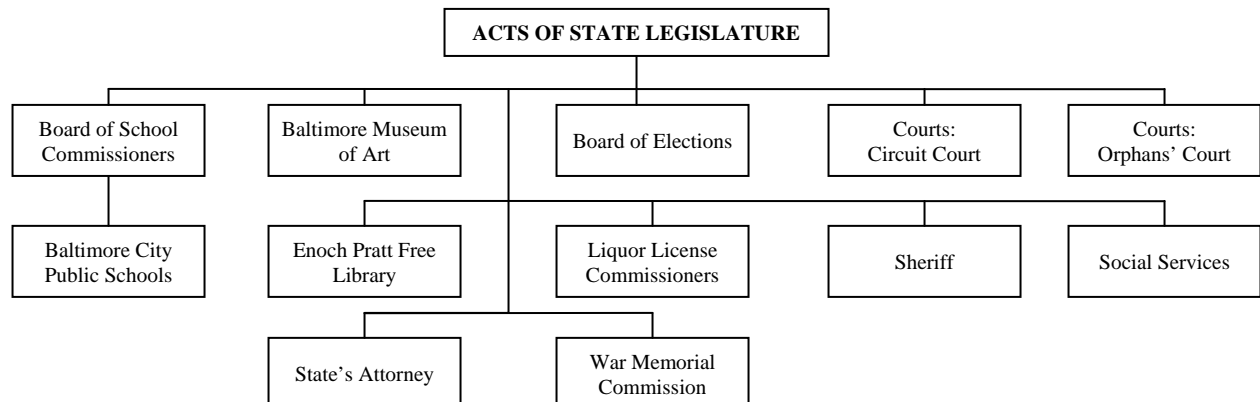 ACTS OF STATE LEGISLATURE
Board of School
Commissioners
Baltimore Museum
of Art
Board of Elections
Courts:
Circuit Court
Courts:
Orphans’ Court
Baltimore City
Public Schools
Enoch Pratt Free
Library
Liquor License
Commissioners
Sheriff
Social Services
State’s Attorney
War Memorial
Commission